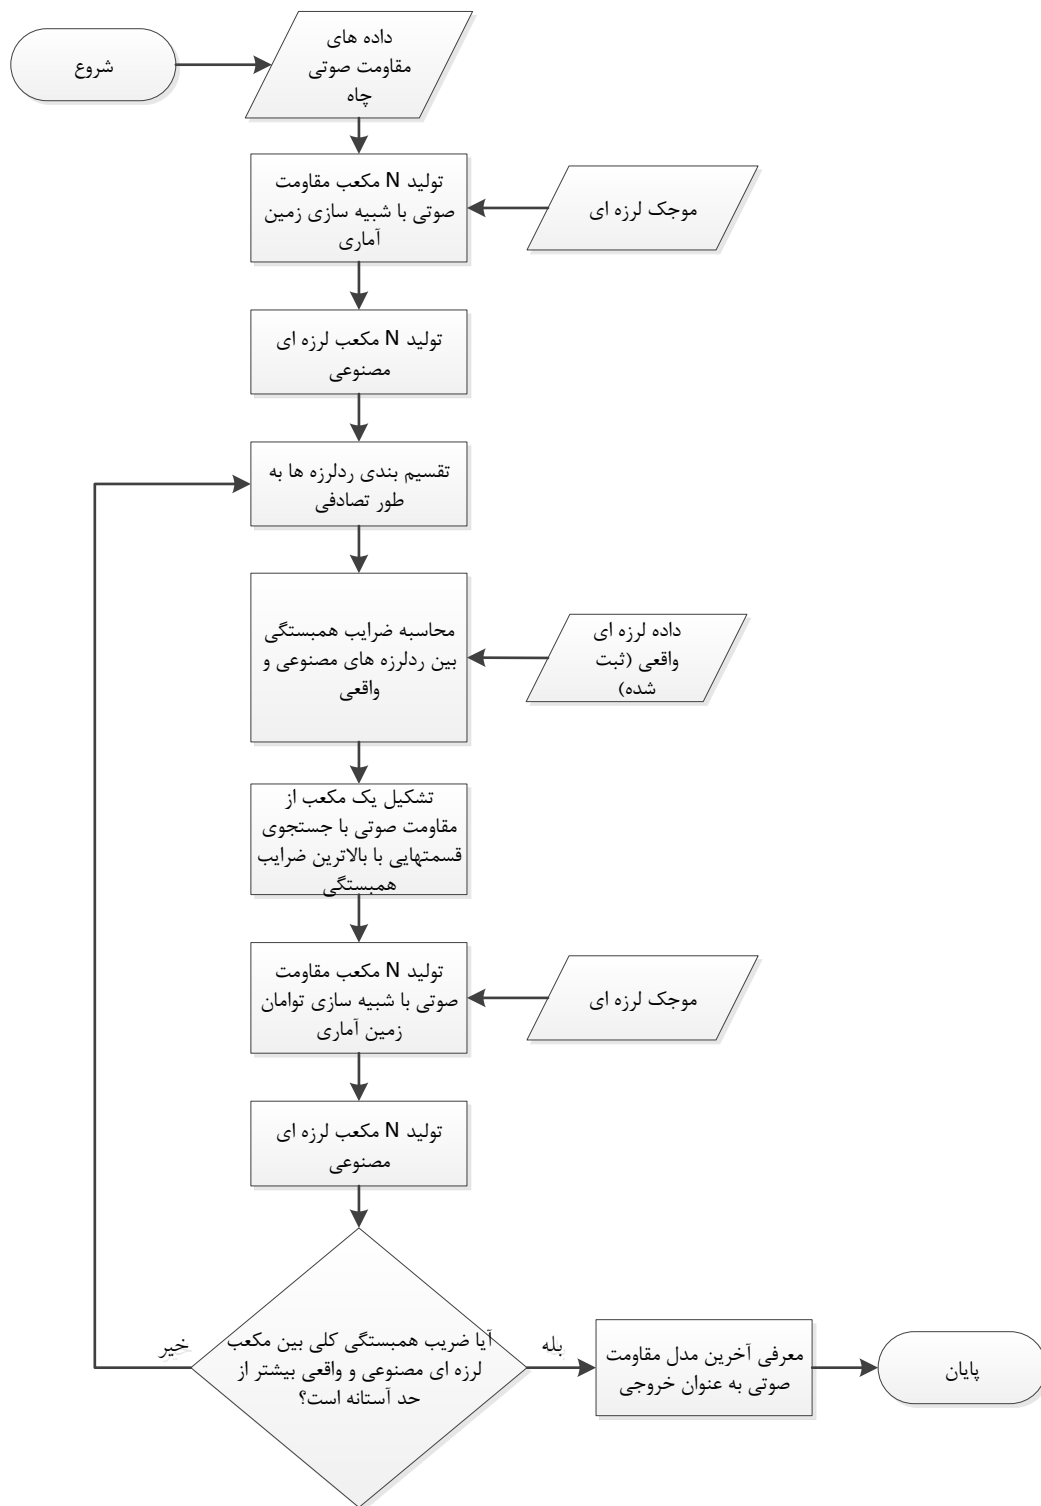 شروع
داده های
مقاومت صوتی
چاه
تولید N مکعب مقاومت
صوتی با شبیه سازی زمین
آماری
موجک لرزه ای
تولید N مکعب لرزه ای
مصنوعی
تقسیم بندی ردلرزه ها به
طور تصادفی
محاسبه ضرایب همبستگی
بین ردلرزه های مصنوعی و
واقعی
داده لرزه ای
واقعی (ثبت
شده)
تشکیل یک مکعب از
مقاومت صوتی با جستجوی
قسمتهایی با بالاترین ضرایب
همبستگی
تولید N مکعب مقاومت
صوتی با شبیه سازی توامان
زمین آماری
موجک لرزه ای
تولید N مکعب لرزه ای
مصنوعی
آیا ضریب همبستگی کلی بین مکعب
لرزه ای مصنوعی و واقعی بیشتر از
حد آستانه است؟
خیر
بله
معرفی آخرین مدل مقاومت
صوتی به عنوان خروجی
پایان